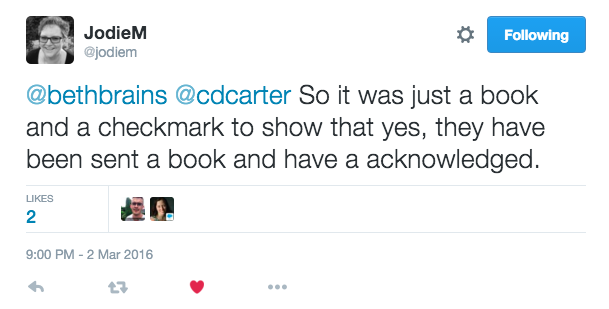 JodieM
@jodiem
Following
@bethbrains @cdcarter So it was just a book
and a checkmark to show that yes, they have
been sent a book and have a acknowledged.
LIKES
2
9:00 PM - 2 Mar 2016